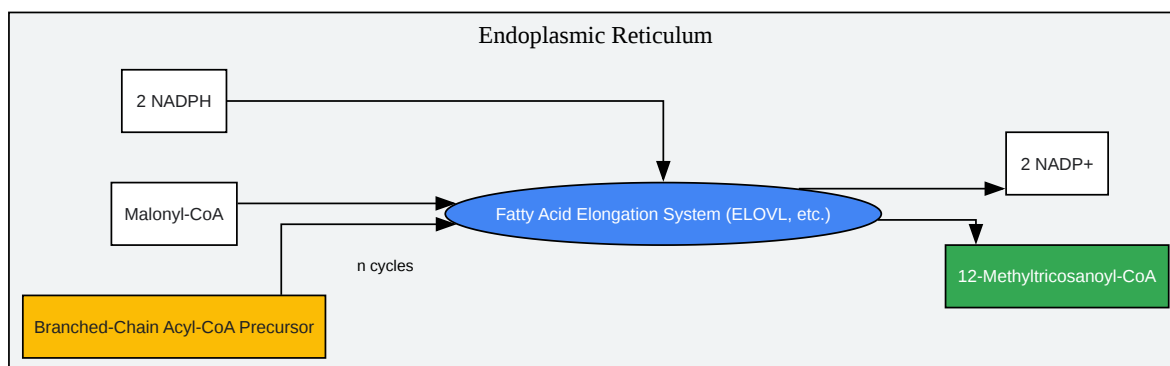 Endoplasmic Reticulum
2 NADPH
2 NADP+
Malonyl-CoA
Fatty Acid Elongation System (ELOVL, etc.)
n cycles
12-Methyltricosanoyl-CoA
Branched-Chain Acyl-CoA Precursor